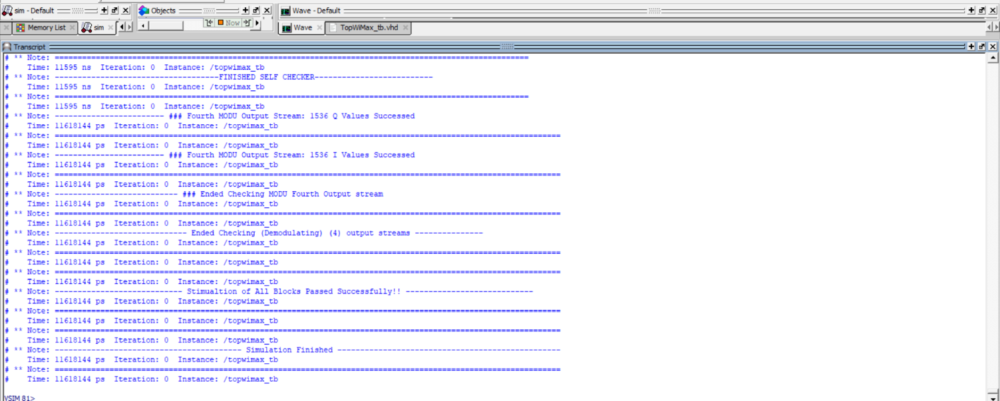 sim - Default
Objects
Wave - Default
Memory List
sim
Now
Wave
TopWiMax_tb.vhd
Transcript
# ** Note: ========================================================================================================
#    Time: 11595 ns  Iteration: 0  Instance: /topwimax_tb
# ** Note: ------------------------------------FINISHED SELF CHECKER--------------------------
#    Time: 11595 ns  Iteration: 0  Instance: /topwimax_tb
# ** Note: ========================================================================================================
#    Time: 11595 ns  Iteration: 0  Instance: /topwimax_tb
# ** Note: ------------------------ ### Fourth MODU Output Stream: 1536 Q Values Successed
#    Time: 11618144 ps  Iteration: 0  Instance: /topwimax_tb
# ** Note: ===============================================================================================================
#    Time: 11618144 ps  Iteration: 0  Instance: /topwimax_tb
# ** Note: ------------------------ ### Fourth MODU Output Stream: 1536 I Values Successed
#    Time: 11618144 ps  Iteration: 0  Instance: /topwimax_tb
# ** Note: ===============================================================================================================
#    Time: 11618144 ps  Iteration: 0  Instance: /topwimax_tb
# ** Note: --------------------------- ### Ended Checking MODU Fourth Output stream
#    Time: 11618144 ps  Iteration: 0  Instance: /topwimax_tb
# ** Note: ===============================================================================================================
#    Time: 11618144 ps  Iteration: 0  Instance: /topwimax_tb
# ** Note: ----------------------------- Ended Checking (Demodulating) (4) output streams ---------------
#    Time: 11618144 ps  Iteration: 0  Instance: /topwimax_tb
# ** Note: ===============================================================================================================
#    Time: 11618144 ps  Iteration: 0  Instance: /topwimax_tb
# ** Note: ===============================================================================================================
#    Time: 11618144 ps  Iteration: 0  Instance: /topwimax_tb
# ** Note: ---------------------------- Stimualtion of All Blocks Passed Successfully!! ----------------------------
#    Time: 11618144 ps  Iteration: 0  Instance: /topwimax_tb
# ** Note: ===============================================================================================================
#    Time: 11618144 ps  Iteration: 0  Instance: /topwimax_tb
# ** Note: ===============================================================================================================
#    Time: 11618144 ps  Iteration: 0  Instance: /topwimax_tb
# ** Note: ----------------------------------------- Simulation Finished -------------------------------------------------
#    Time: 11618144 ps  Iteration: 0  Instance: /topwimax_tb
# ** Note: ===============================================================================================================
#    Time: 11618144 ps  Iteration: 0  Instance: /topwimax_tb
VSIM 81>